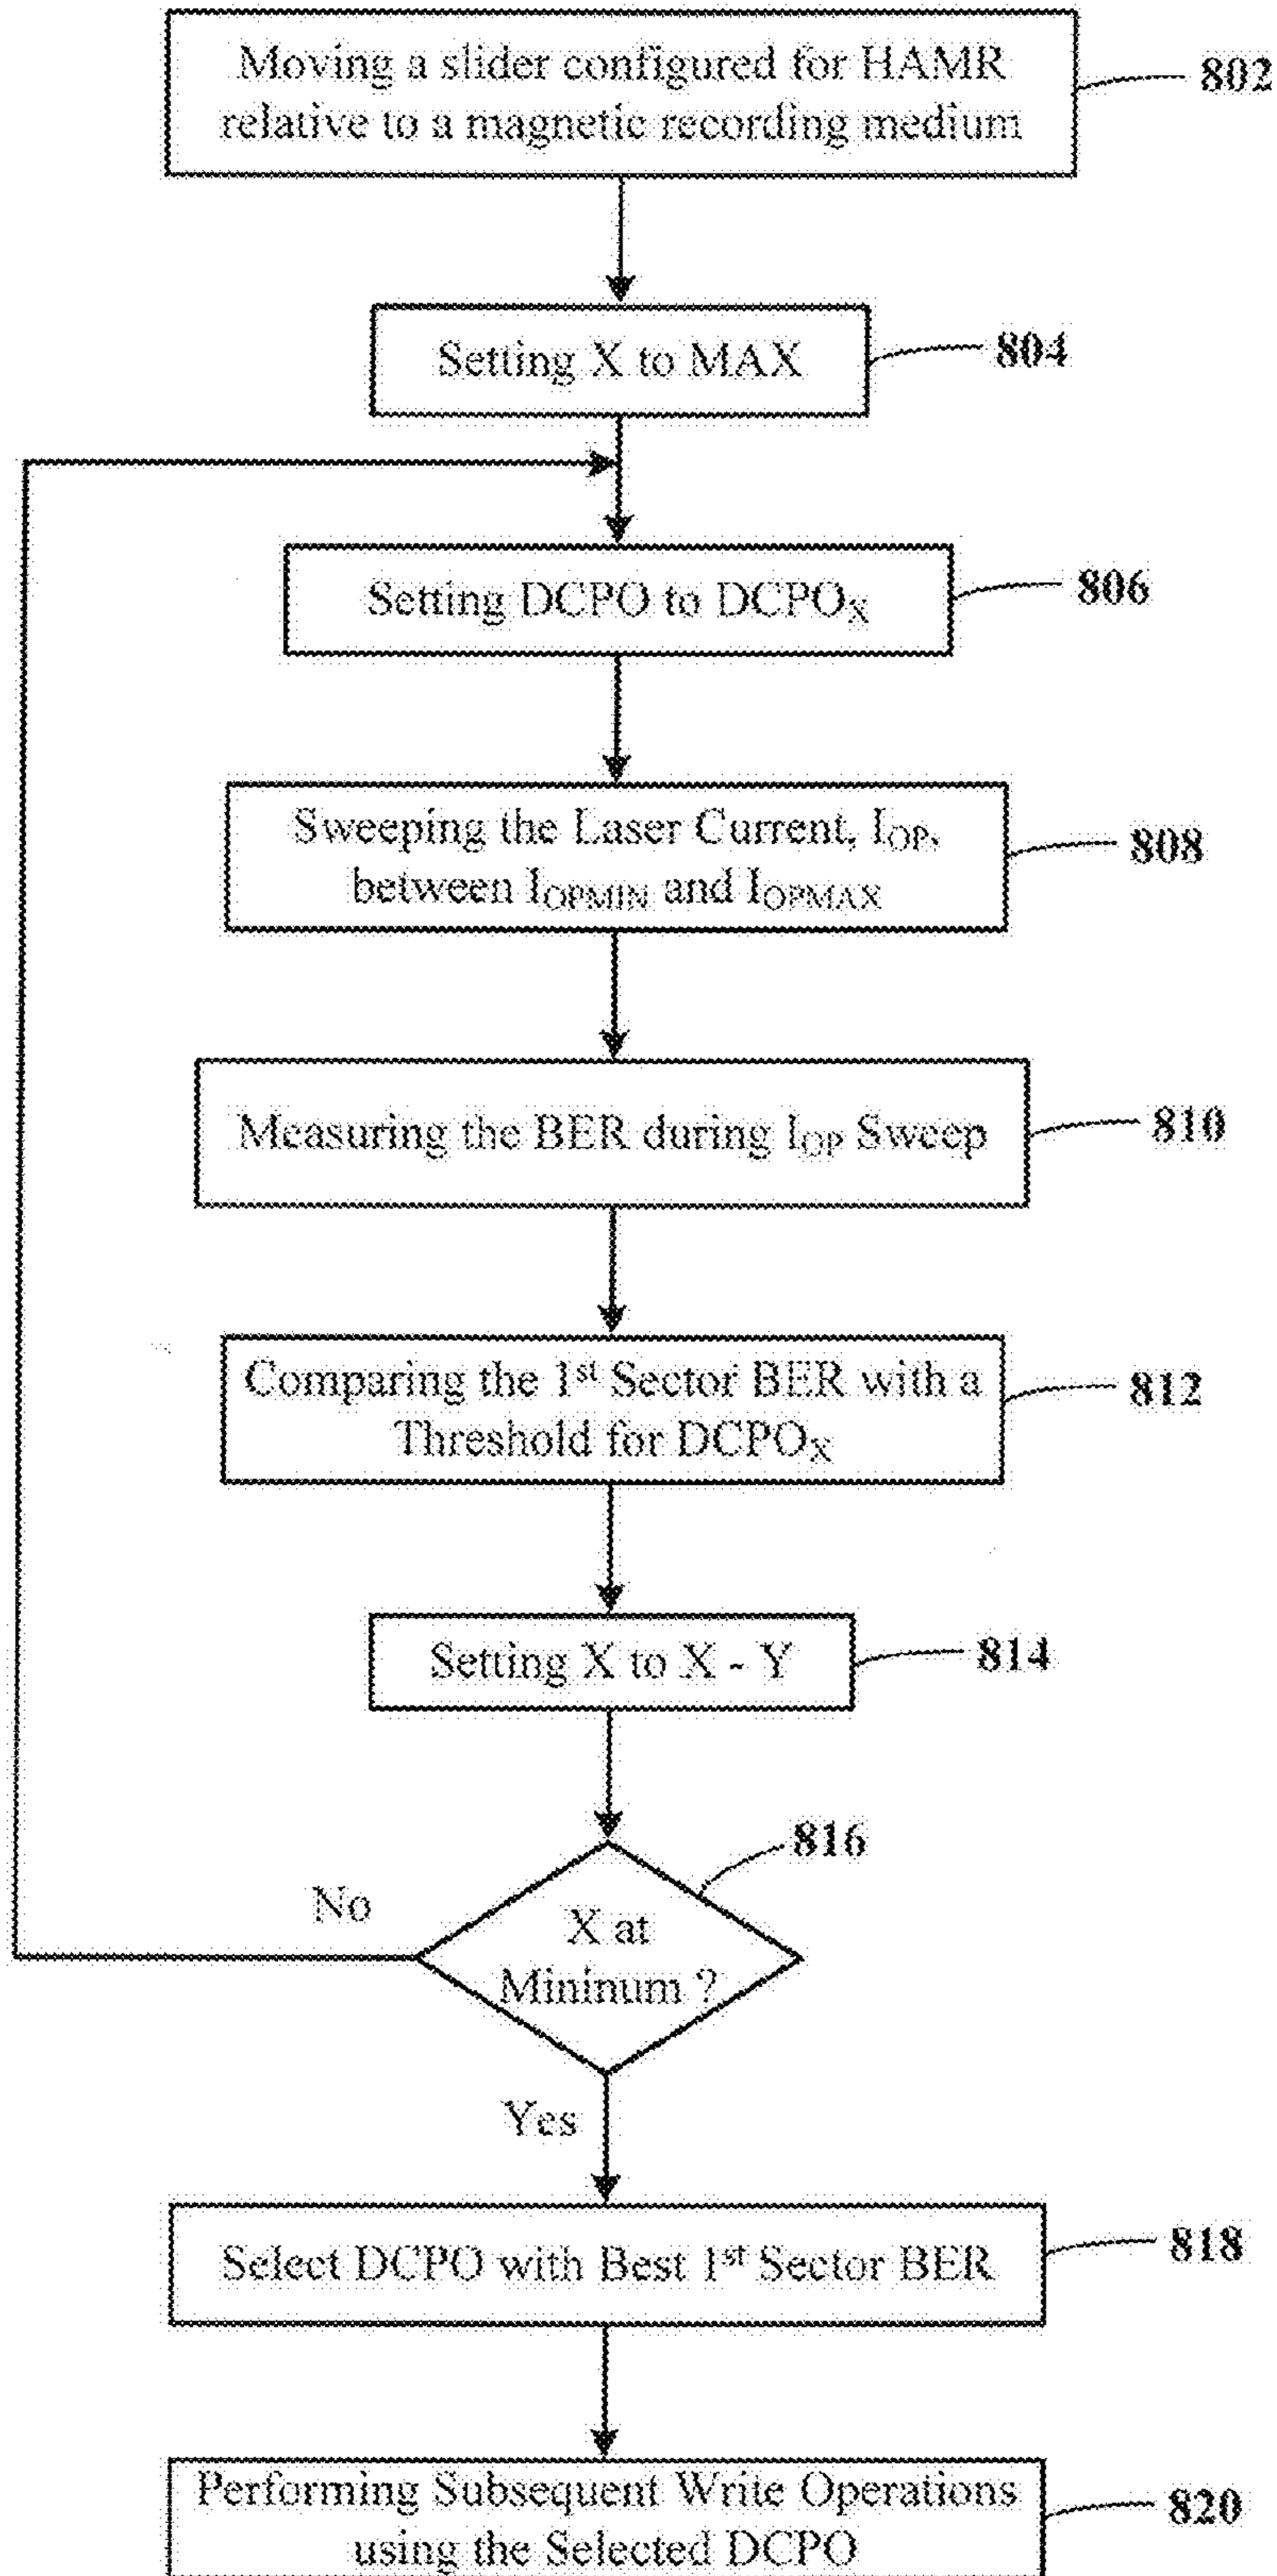 Moving a slider configured for HAMR
relative to a magnetic recording medium
802
Setting X to MAX
804
Setting DCPO to DCPOX
806
Sweeping the Laser Current, IOP,
between IOPMIN and IOPMAX
808
Measuring the BER during IOP Sweep
810
Comparing the 1st Sector BER with a
Threshold for DCPOX
812
Setting X to X - Y
814
816
No
X at
Mininum ?
Yes
Select DCPO with Best 1st Sector BER
818
Performing Subsequent Write Operations
using the Selected DCPO
820